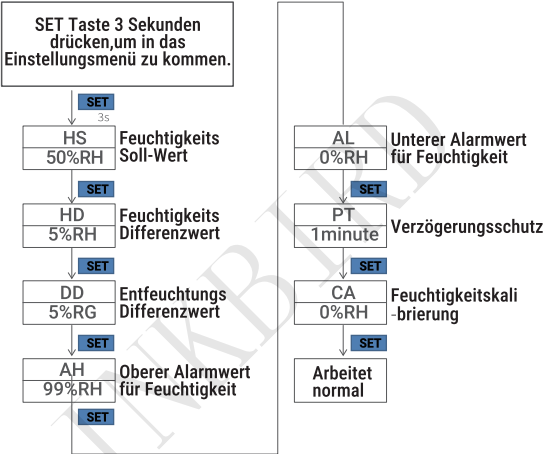 SET Taste 3 Sekunden
drücken,um in das
Einstellungsmenü zu kommen.
SET
3s
HS
50%RH
Feuchtigkeits
Soll-Wert
SET
HD
5%RH
Feuchtigkeits
Differenzwert
SET
DD
5%RG
Entfeuchtungs
Differenzwert
SET
AH
99%RH
Oberer Alarmwert
für Feuchtigkeit
SET
AL
0%RH
Unterer Alarmwert
für Feuchtigkeit
SET
PT
1minute
Verzögerungsschutz
SET
CA
0%RH
Feuchtigkeitskali
-brierung
SET
Arbeitet
normal
INKBIRD